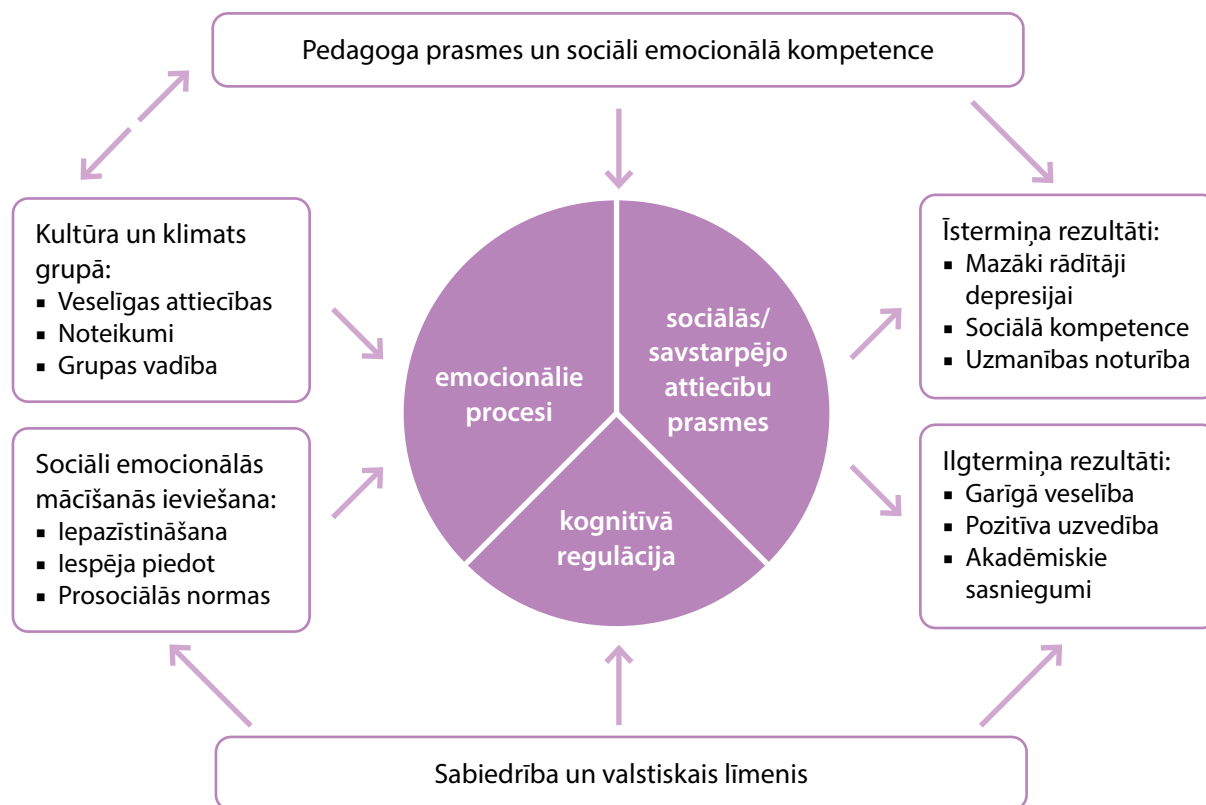 Pedagoga prasmes un sociāli emocionālā kompetence
Kultūra un klimats
grupā:
▪ Veselīgas attiecības
▪ Noteikumi
▪ Grupas vadība
Sociāli emocionālās
mācīšanās ieviešana:
▪ Iepazīstināšana
▪ Iespēja piedot
▪ Prosociālās normas
emocionālie
procesi
sociālās/
savstarpējo
attiecību
prasmes
kognitīvā
regulācija
Īstermiņa rezultāti:
▪ Mazāki rādītāji
depresijai
▪ Sociālā kompetence
▪ Uzmanības noturība
Ilgtermiņa rezultāti:
▪ Garīgā veselība
▪ Pozitīva uzvedība
▪ Akadēmiskie
sasniegumi
Sabiedrība un valstiskais līmenis